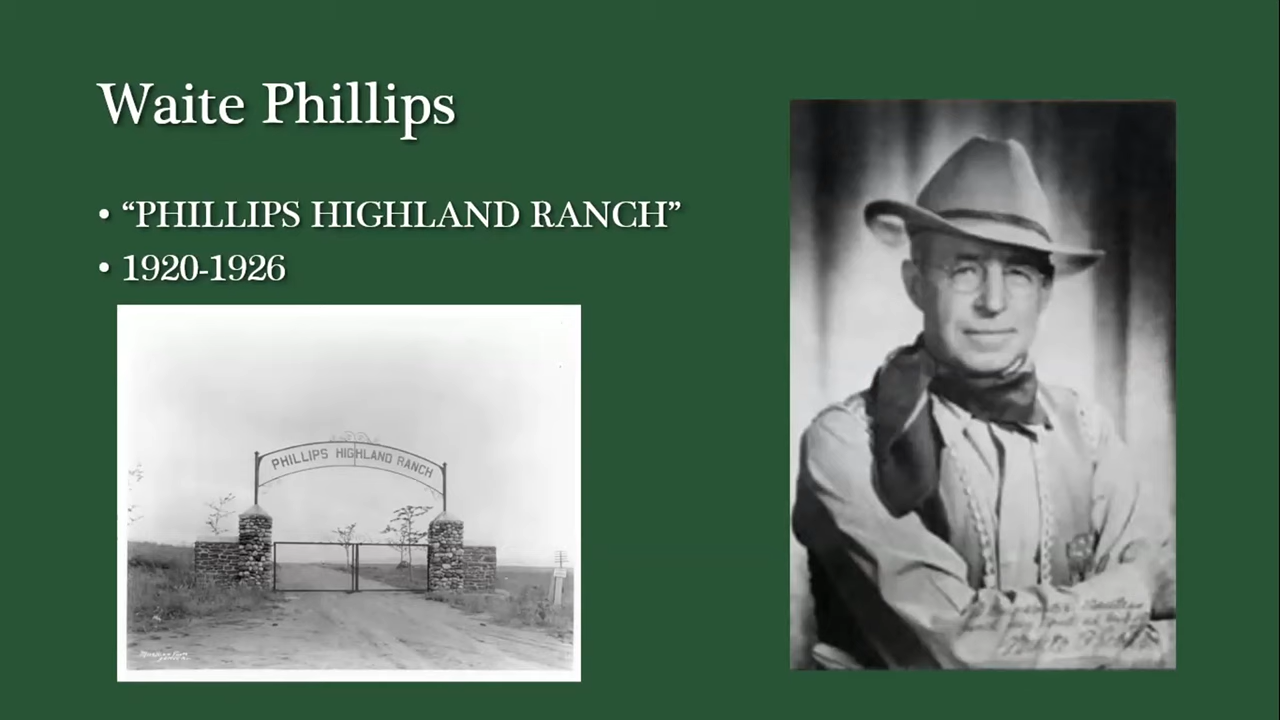 Waite Phillips
• “PHILLIPS HIGHLAND RANCH”
• 1920-1926
PHILLIPS HIGHLAND RANCH